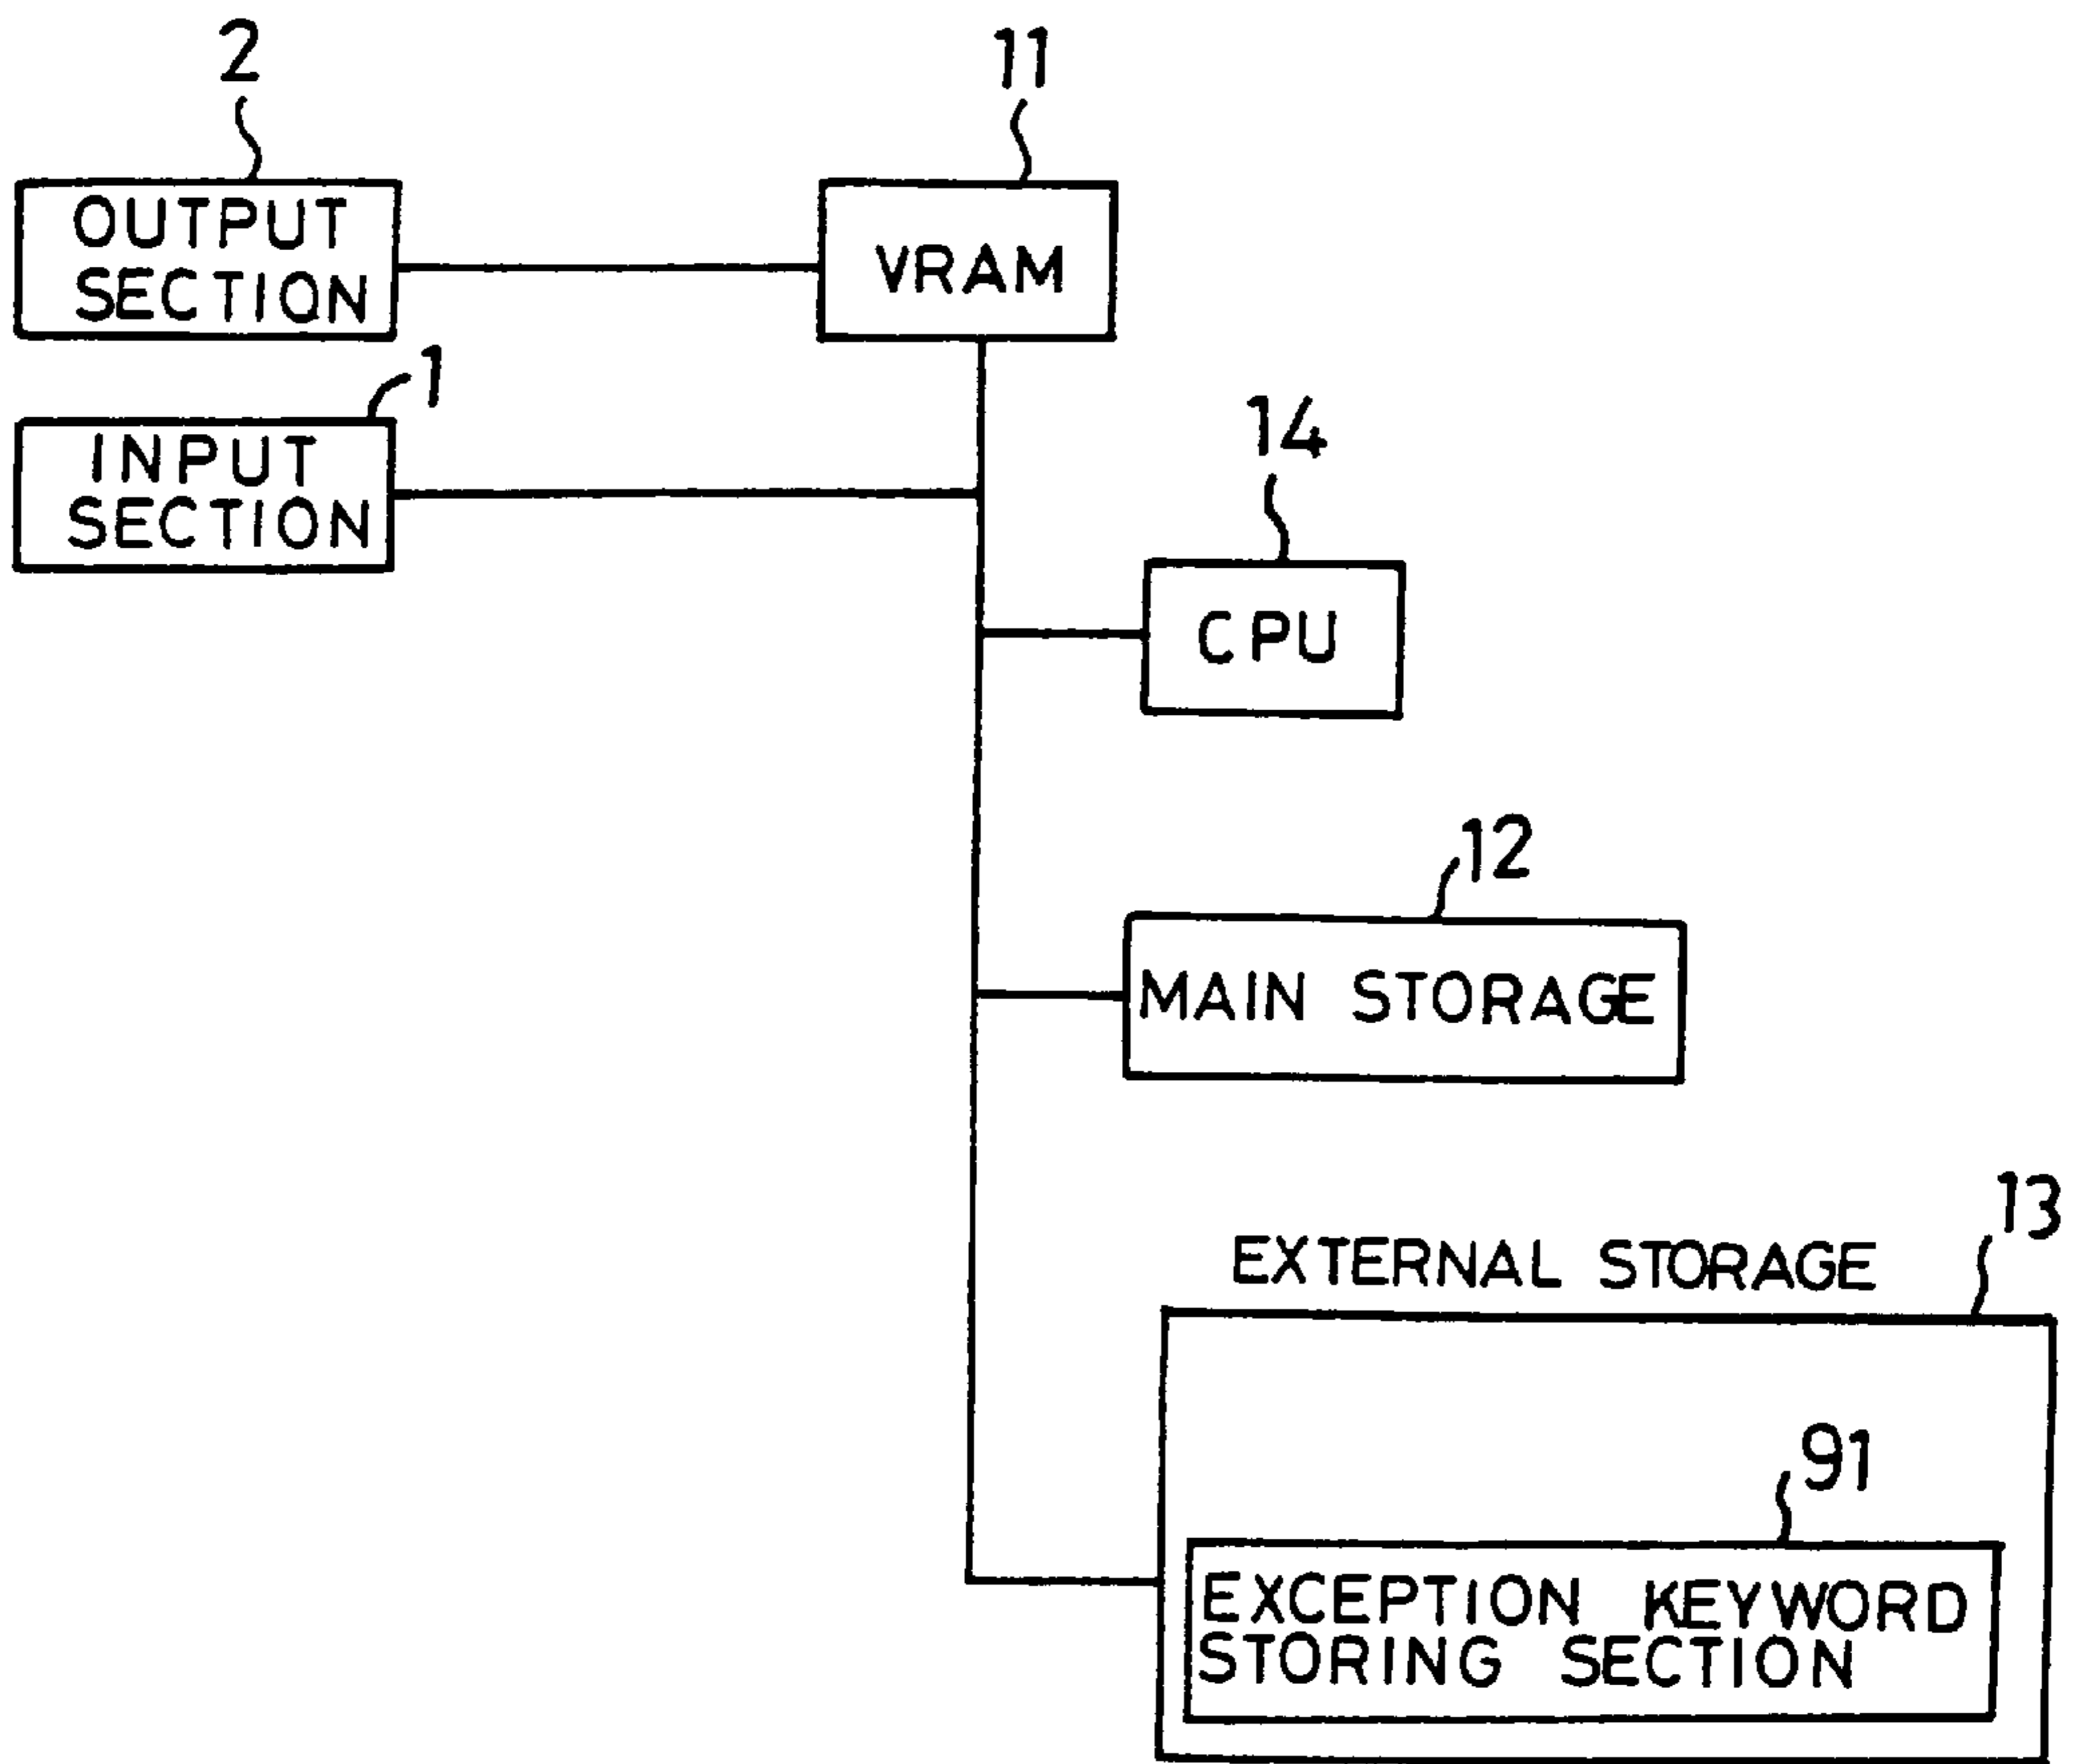 2
11
OUTPUT
SECTION
VRAM
1
INPUT
SECTION
14
CPU
12
MAIN STORAGE
13
EXTERNAL STORAGE
91
EXCEPTION KEYWORD
STORING SECTION